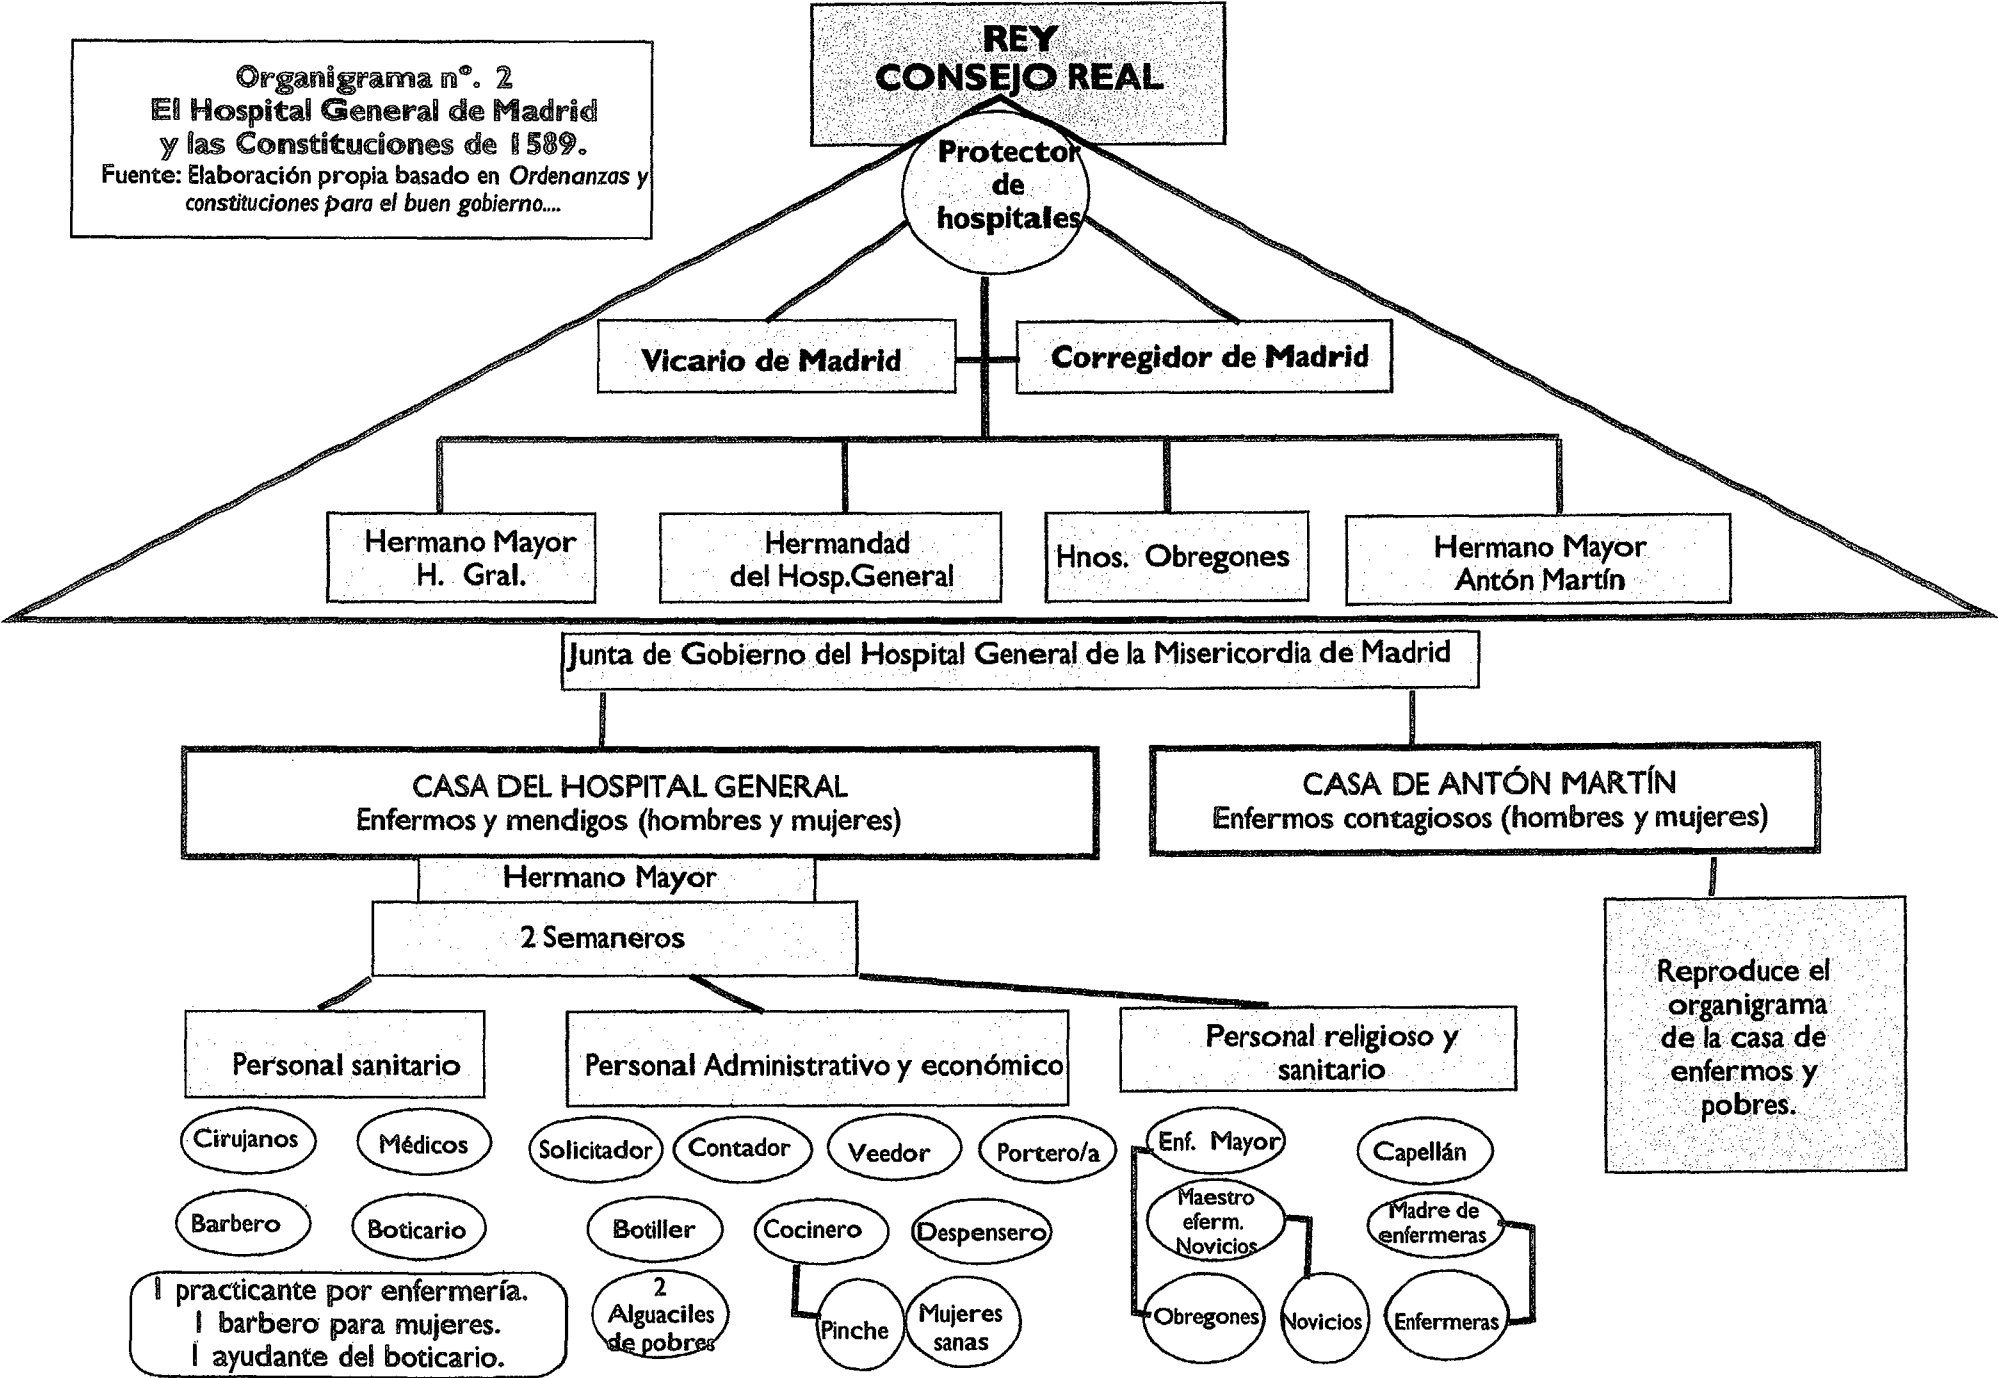 REY
CONSEJO REAL
Organigrama nº. 2
El Hospital General de Madrid
y las Constituciones de 1589.
Fuente: Elaboración propia basado en Ordenanzas y
constituciones para el buen gobierno....
Protector
de
hospitales
Vicario de Madrid
Corregidor de Madrid
Hermano Mayor
H. Gral.
Hermandad
del Hosp.General
Hnos. Obregones
Hermano Mayor
Antón Martín
Junta de Gobierno del Hospital General de la Misericordia de Madrid
CASA DEL HOSPITAL GENERAL
Enfermos y mendigos (hombres y mujeres)
CASA DE ANTÓN MARTÍN
Enfermos contagiosos (hombres y mujeres)
Hermano Mayor
2 Semaneros
Reproduce el
organigrama
de la casa de
enfermos y
pobres.
Personal sanitario
Personal Administrativo y económico
Personal religioso y
sanitario
Cirujanos
Médicos
Barbero
Boticario
1 practicante por enfermería.
1 barbero para mujeres.
1 ayudante del boticario.
Solicitador
Contador
Veedor
Portero/a
Botiller
Cocinero
Despensero
2
Alguaciles
de pobres
Pinche
Mujeres
sanas
Enf. Mayor
Capellán
Maestro
eferm.
Novicios
Madre de
enfermeras
Obregones
Novicios
Enfermeras